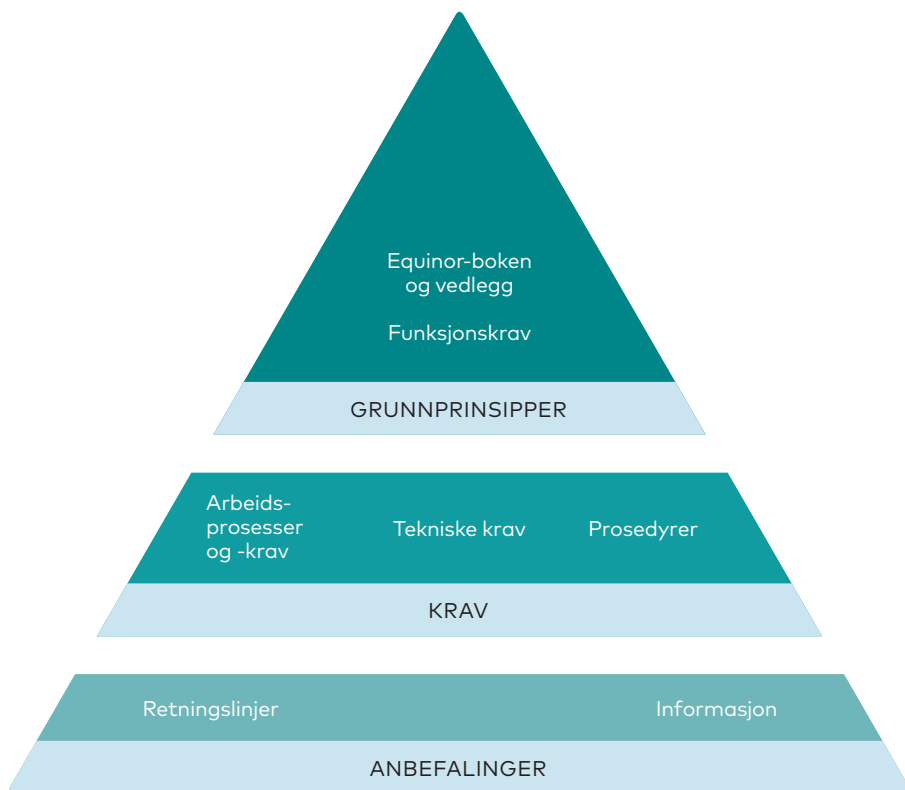 Equinor-boken
og vedlegg
Funksjonskrav
GRUNNPRINSIPPER
Arbeids-
prosesser
og -krav
Tekniske krav
Prosedyrer
KRAV
Retningslinjer
Informasjon
ANBEFALINGER